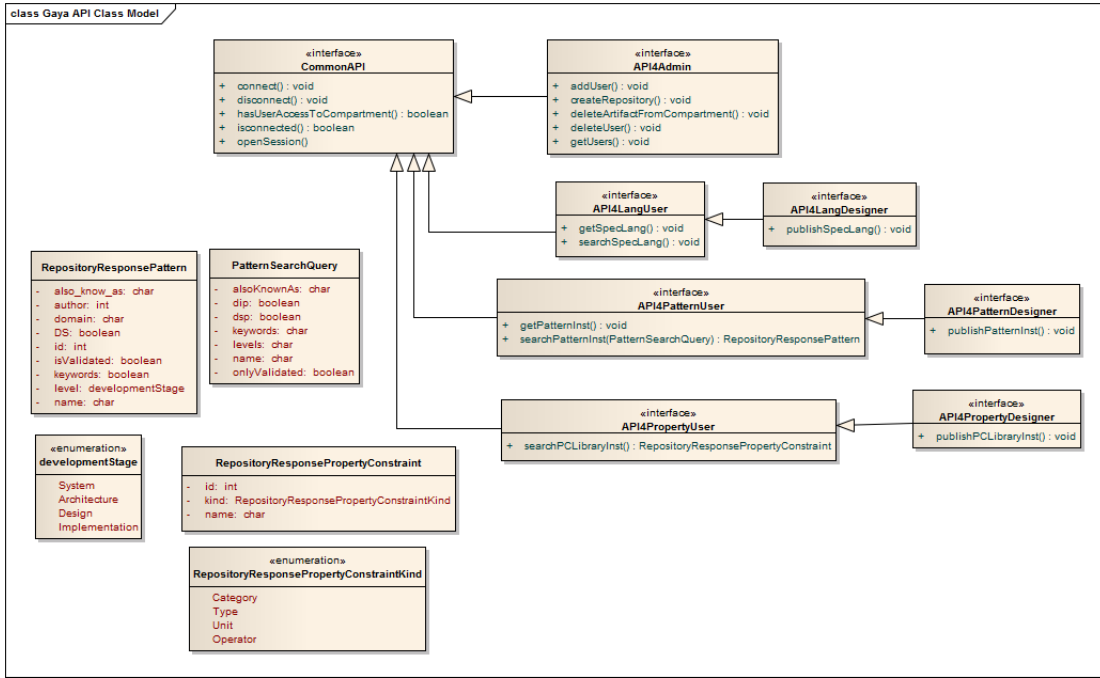 class Gaya API Class Model
«interface»
CommonAPI
+ connect() : void
+ disconnect() : void
+ hasUserAccessToCompartment() : boolean
+ isconnected() : boolean
+ openSession()
«interface»
API4Admin
+ addUser() : void
+ createRepository() : void
+ deleteArtifactFromCompartment() : void
+ deleteUser() : void
+ getUsers() : void
«interface»
API4LangUser
+ getSpecLang() : void
+ searchSpecLang() : void
«interface»
API4LangDesigner
+ publishSpecLang() : void
RepositoryResponsePattern
- also_know_as: char
- author: int
- domain: char
- DS: boolean
- id: int
- isValidated: boolean
- keywords: boolean
- level: developmentStage
- name: char
PatternSearchQuery
- alsoKnownAs: char
- dip: boolean
- dsp: boolean
- keywords: char
- levels: char
- name: char
- onlyValidated: boolean
«interface»
API4PatternUser
+ getPatternInst() : void
+ searchPatternInst(PatternSearchQuery) : RepositoryResponsePattern
«interface»
API4PatternDesigner
+ publishPatternInst() : void
«interface»
API4PropertyUser
+ searchPCLibraryInst() : RepositoryResponsePropertyConstraint
«interface»
API4PropertyDesigner
+ publishPCLibraryInst() : void
«enumeration»
developmentStage
System
Architecture
Design
Implementation
RepositoryResponsePropertyConstraint
- id: int
- kind: RepositoryResponsePropertyConstraintKind
- name: char
«enumeration»
RepositoryResponsePropertyConstraintKind
Category
Type
Unit
Operator